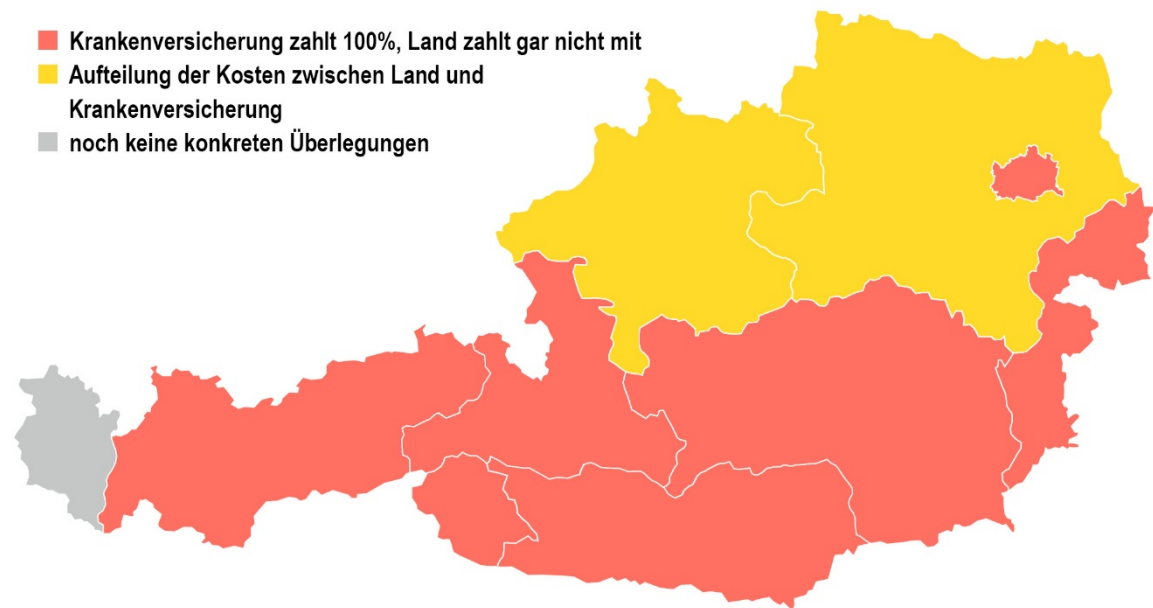 Krankenversicherung zahlt 100%, Land zahlt gar nicht mit
Aufteilung der Kosten zwischen Land und
Krankenversicherung
noch keine konkreten Überlegungen